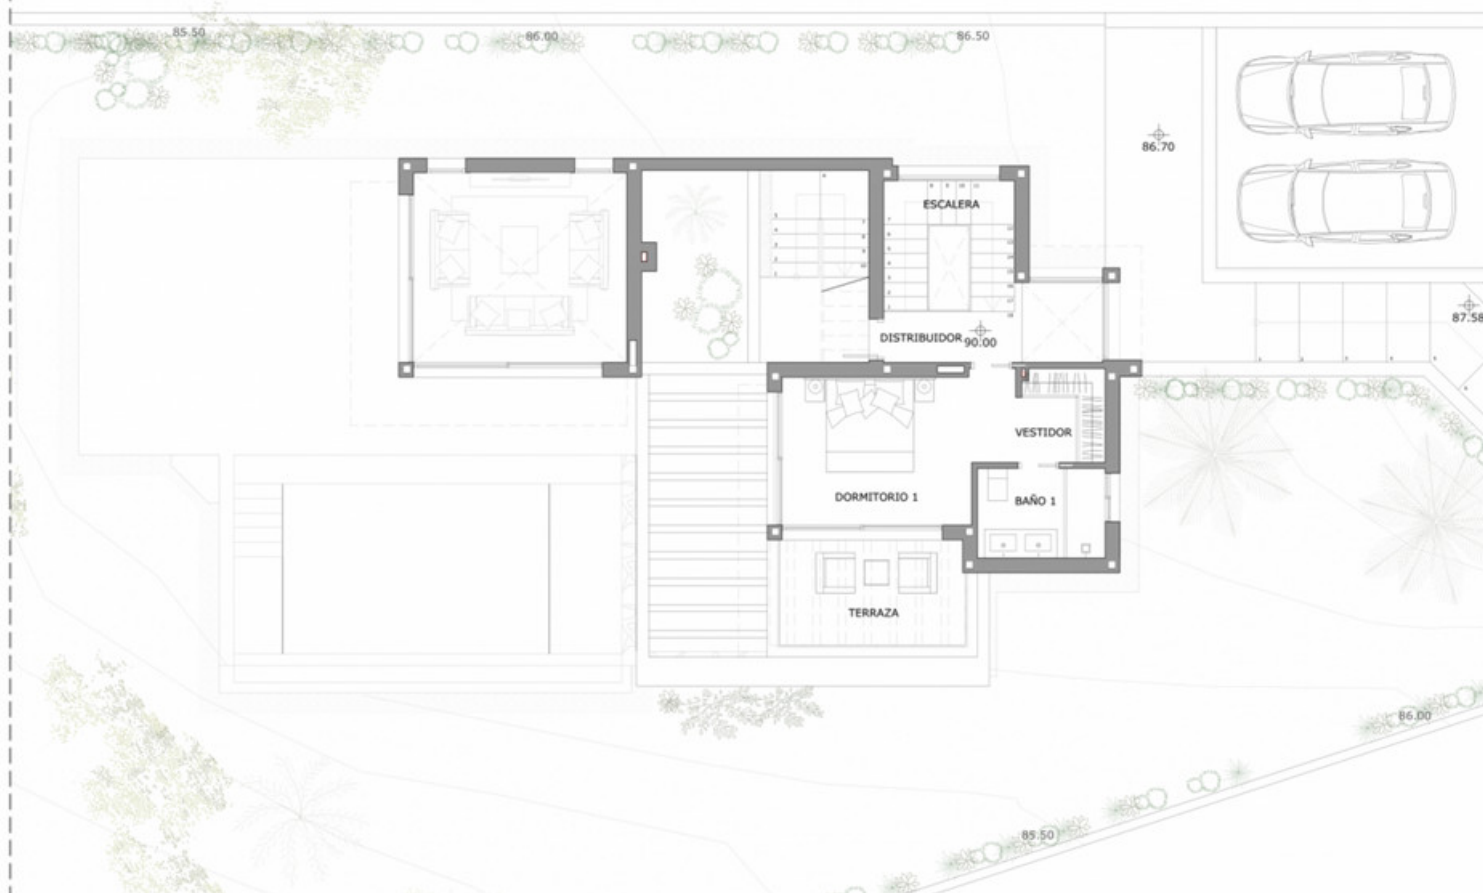 85.50
86.00
86.50
86.70
ESCALERA
87.58
DISTRIBUIDOR
90.00
VESTIDOR
DORMITORIO 1
BAÑO 1
TERRAZA
86.00
85.50